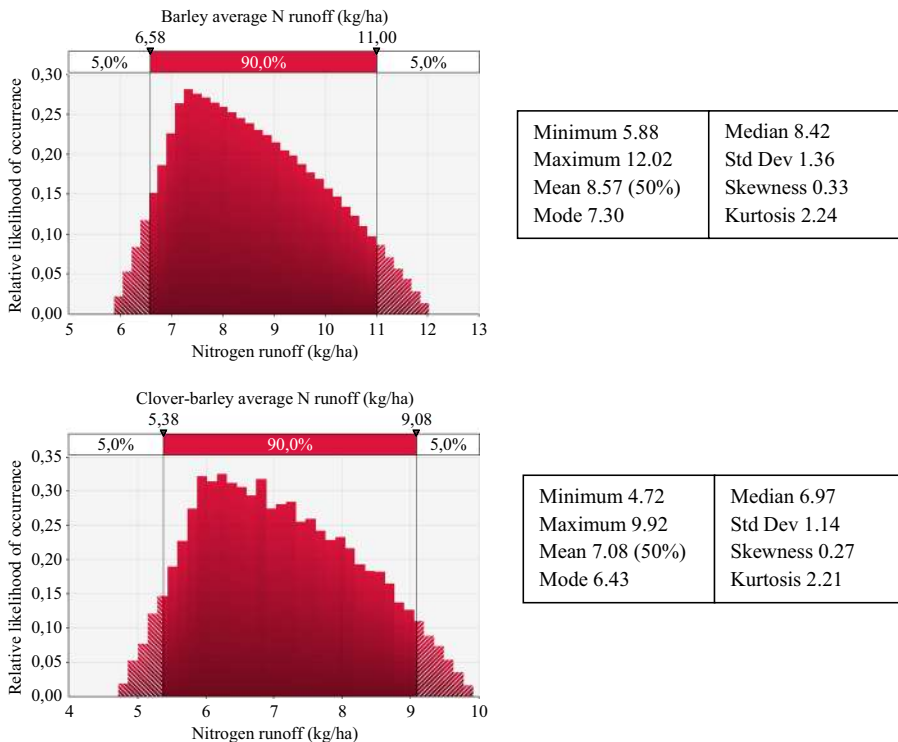 Barley average N runoff (kg/ha)
6,58 11,00
5,0% 90,0% 5,0%
0,30
0,25
0,20
0,15
0,10
0,05
0,00
Relative likelihood of occurrence
5 6 7 8 9 10 11 12 13
Nitrogen runoff (kg/ha)
Minimum 5.88 Median 8.42
Maximum 12.02 Std Dev 1.36
Mean 8.57 (50%) Skewness 0.33
Mode 7.30 Kurtosis 2.24
Clover-barley average N runoff (kg/ha)
5,38 9,08
5,0% 90,0% 5,0%
0,35
0,30
0,25
0,20
0,15
0,10
0,05
0,00
Relative likelihood of occurrence
4 5 6 7 8 9 10
Nitrogen runoff (kg/ha)
Minimum 4.72 Median 6.97
Maximum 9.92 Std Dev 1.14
Mean 7.08 (50%) Skewness 0.27
Mode 6.43 Kurtosis 2.21